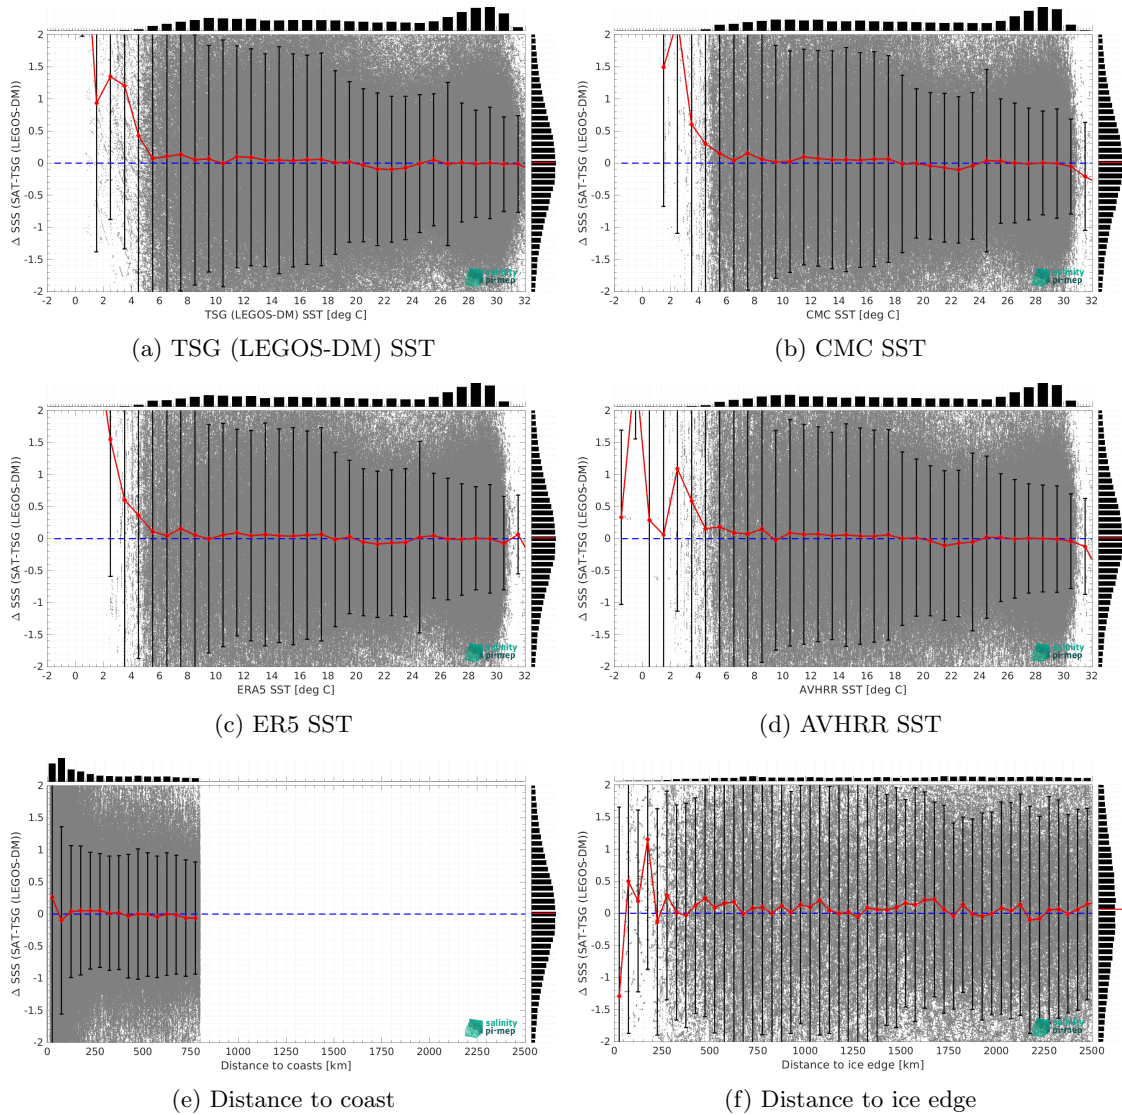 2
1.5
1
0.5
0
-0.5
-1
-1.5
-2
Δ SSS (SAT-TSG (LEGOS-DM))
-2 0 2 4 6 8 10 12 14 16 18 20 22 24 26 28 30 32
TSG (LEGOS-DM) SST [deg C]
salinity
pi-mep
(a) TSG (LEGOS-DM) SST
2
1.5
1
0.5
0
-0.5
-1
-1.5
-2
Δ SSS (SAT-TSG (LEGOS-DM))
-2 0 2 4 6 8 10 12 14 16 18 20 22 24 26 28 30 32
CMC SST [deg C]
salinity
pi-mep
(b) CMC SST
2
1.5
1
0.5
0
-0.5
-1
-1.5
-2
Δ SSS (SAT-TSG (LEGOS-DM))
-2 0 2 4 6 8 10 12 14 16 18 20 22 24 26 28 30 32
ERA5 SST [deg C]
salinity
pi-mep
(c) ER5 SST
2
1.5
1
0.5
0
-0.5
-1
-1.5
-2
Δ SSS (SAT-TSG (LEGOS-DM))
-2 0 2 4 6 8 10 12 14 16 18 20 22 24 26 28 30 32
AVHRR SST [deg C]
salinity
pi-mep
(d) AVHRR SST
2
1.5
1
0.5
0
-0.5
-1
-1.5
-2
Δ SSS (SAT-TSG (LEGOS-DM))
0 250 500 750 1000 1250 1500 1750 2000 2250 2500
Distance to coasts [km]
salinity
pi-mep
(e) Distance to coast
2
1.5
1
0.5
0
-0.5
-1
-1.5
-2
Δ SSS (SAT-TSG (LEGOS-DM))
0 250 500 750 1000 1250 1500 1750 2000 2250 2500
Distance to ice edge [km]
salinity
pi-mep
(f) Distance to ice edge